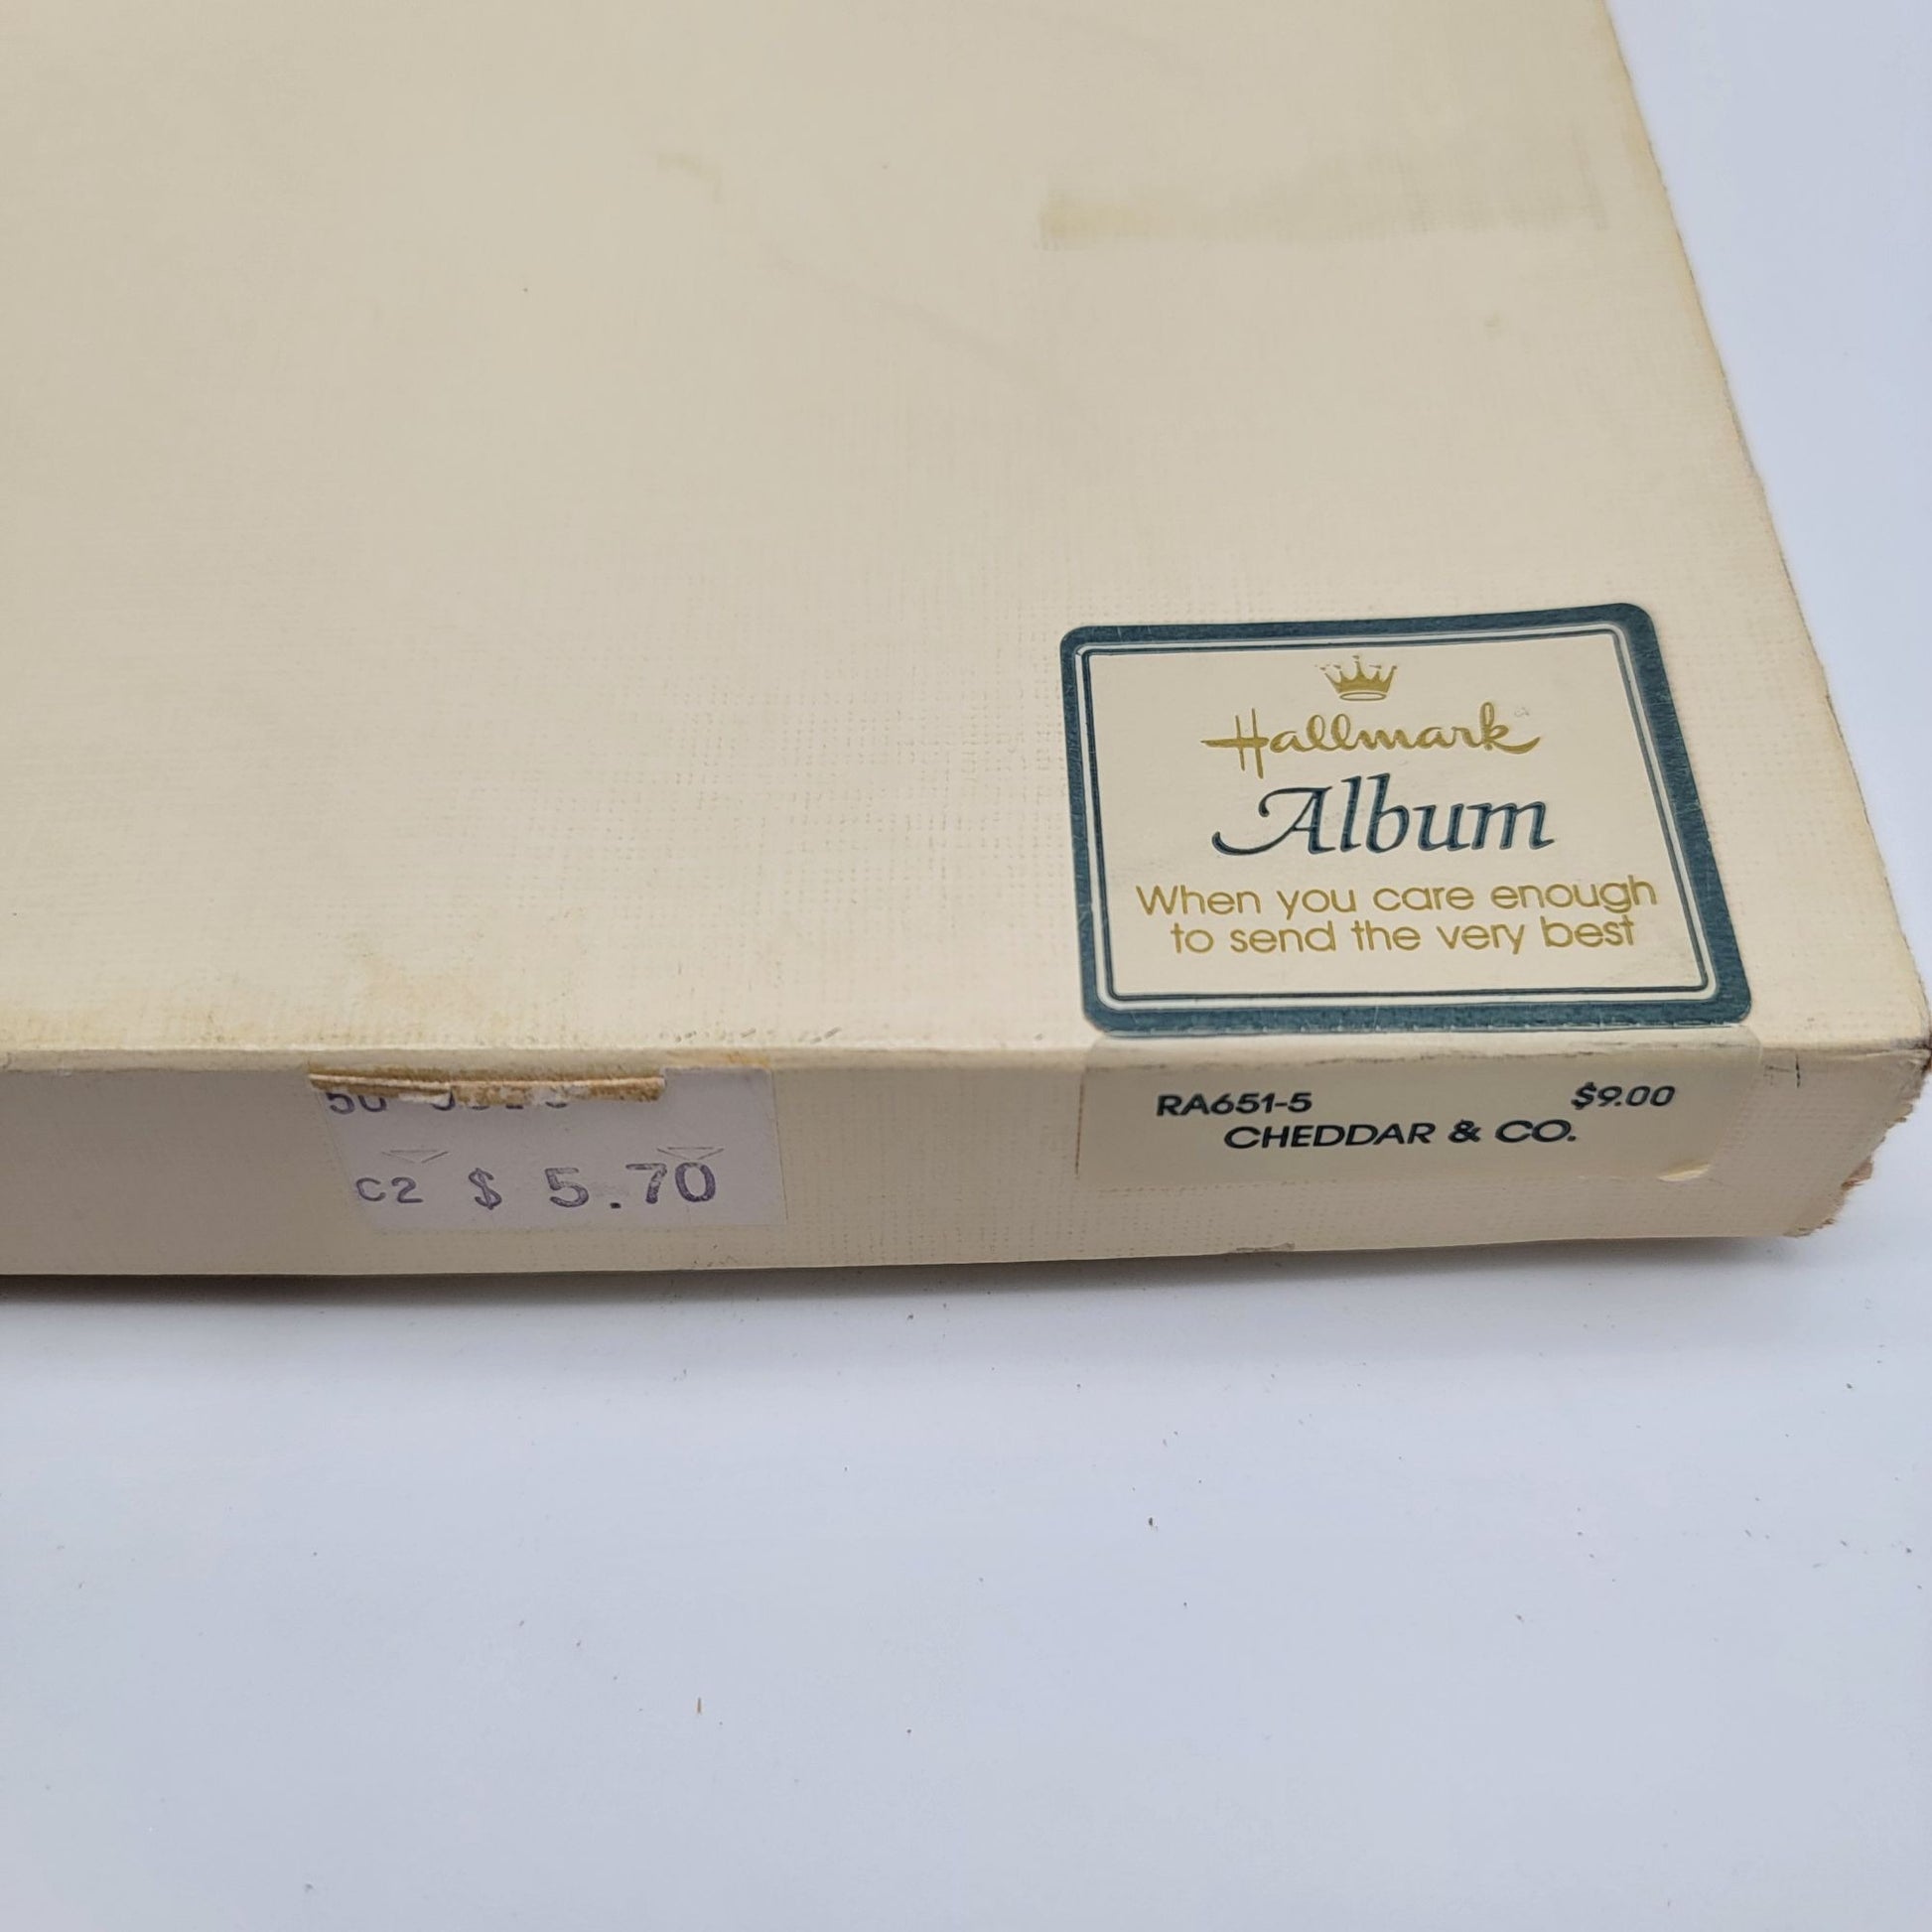 Hallmark
Album
When you care enough
to send the very best
RA651-5 $9.00
CHEDDAR & CO.
C2 $ 5.70